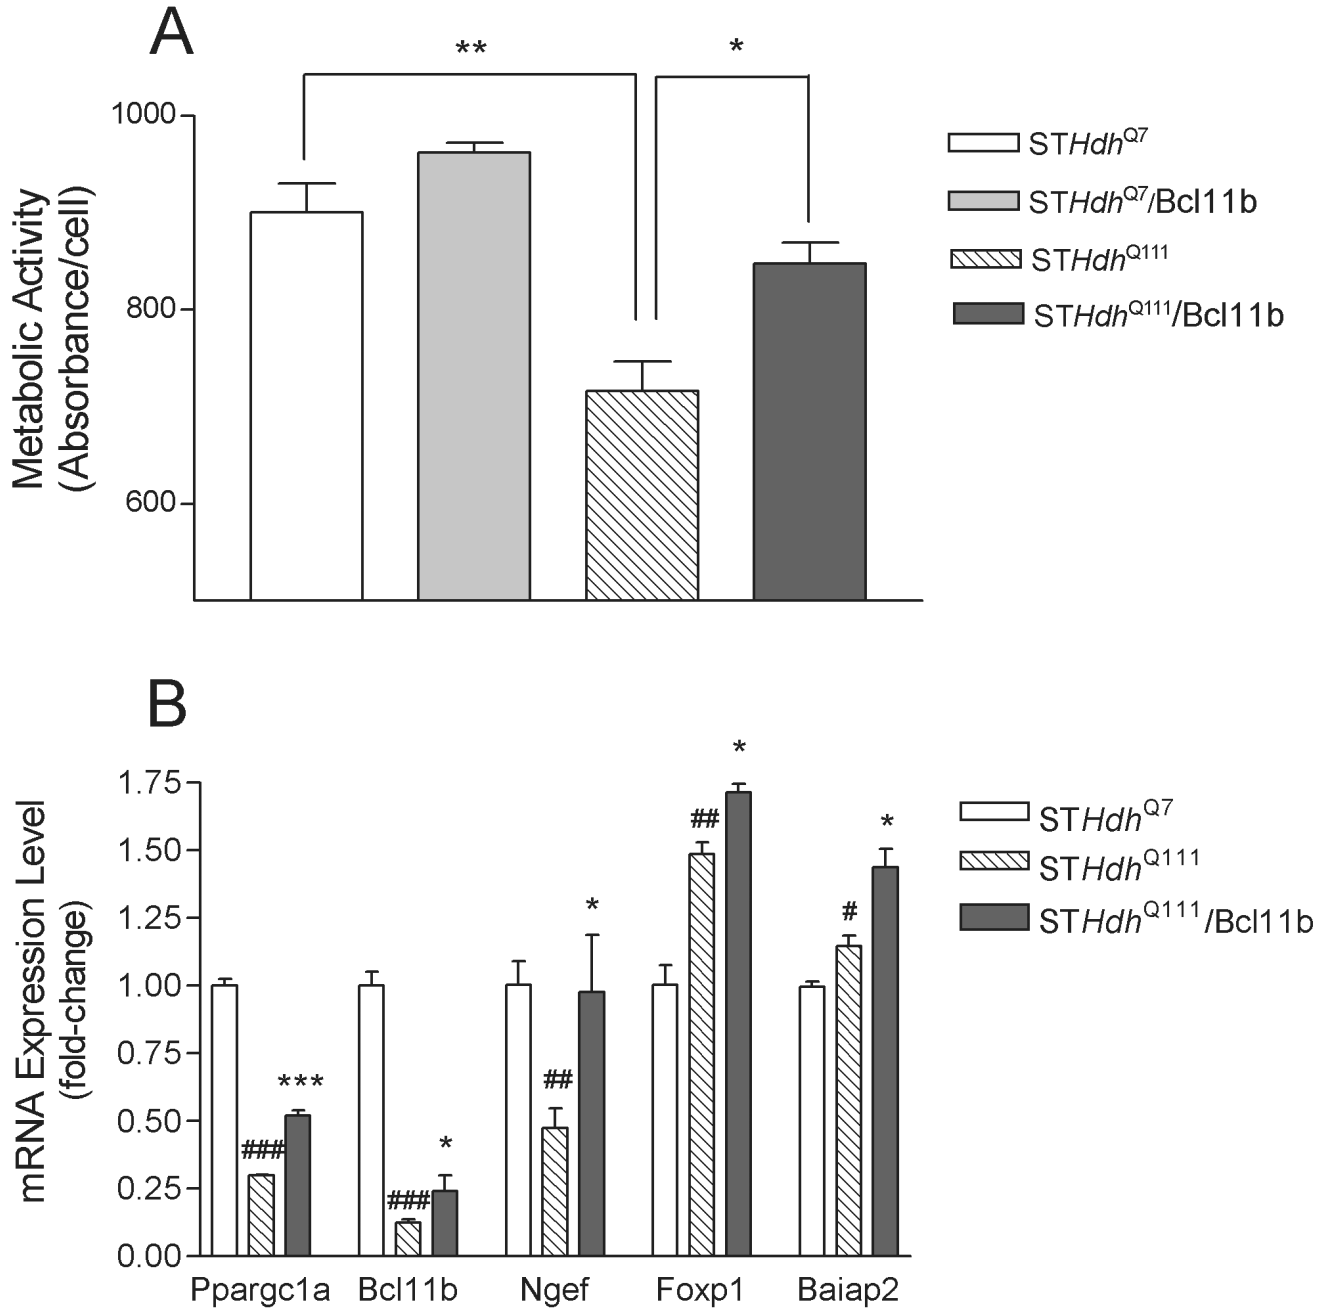 A
** *
1000
800
600
Metabolic Activity
(Absorbance/cell)
STHdhQ7
STHdhQ7/Bcl11b
STHdhQ111
STHdhQ111/Bcl11b
B
1.75
1.50
1.25
1.00
0.75
0.50
0.25
0.00
mRNA Expression Level
(fold-change)
###
***
###
*
##
*
##
*
#
*
Ppargc1a Bcl11b Ngef Foxp1 Baiap2
STHdhQ7
STHdhQ111
STHdhQ111/Bcl11b